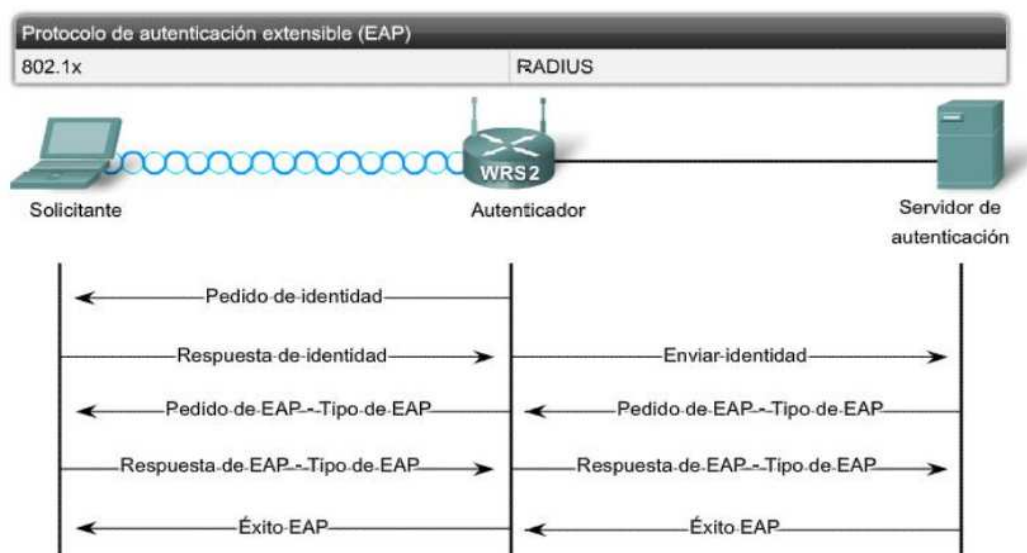 Protocolo de autenticación extensible (EAP)
802.1x RADIUS
WRS2
Solicitante Autenticador Servidor de
autenticación
Pedido de identidad
Respuesta de identidad Enviar identidad
Pedido de EAP - Tipo de EAP Pedido de EAP - Tipo de EAP
Respuesta de EAP - Tipo de EAP Respuesta de EAP - Tipo de EAP
Éxito EAP Éxito EAP